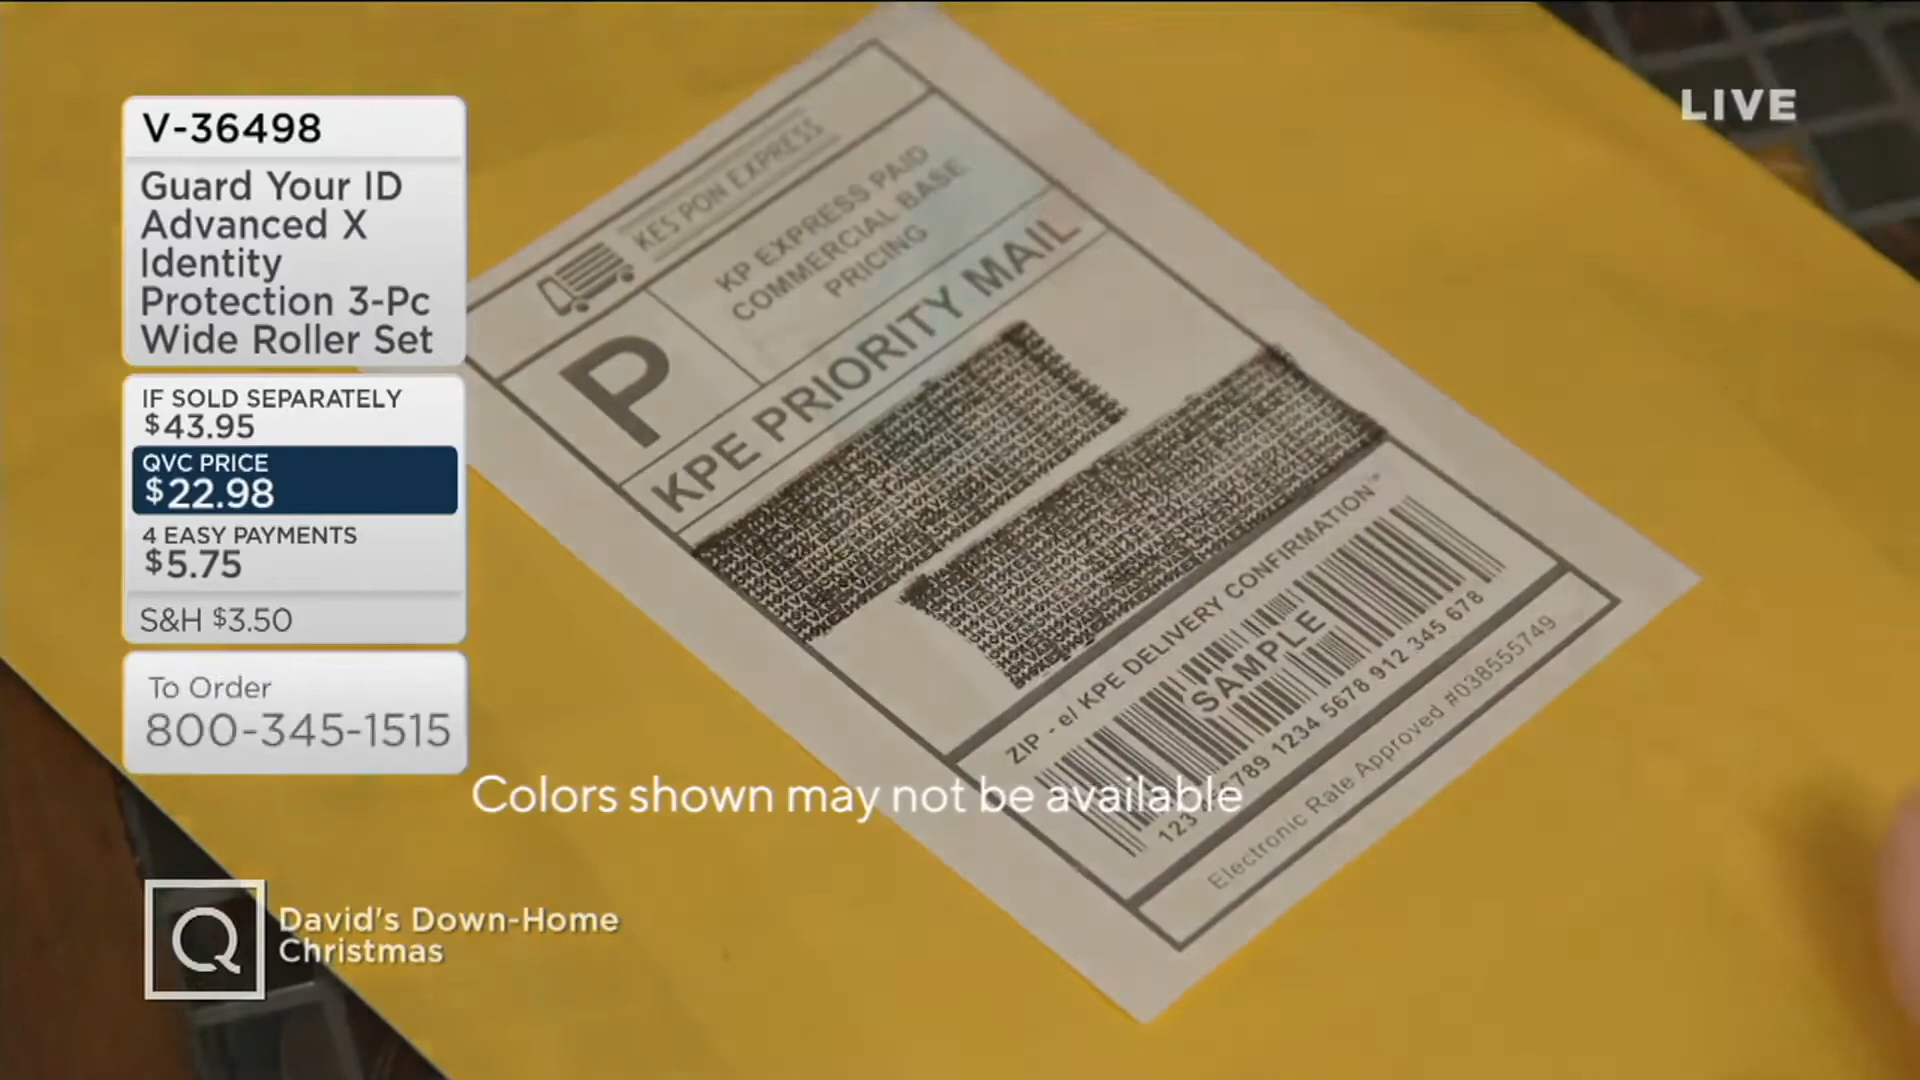 V-36498
Guard Your ID
Advanced X
Identity
Protection 3-Pc
Wide Roller Set
IF SOLD SEPARATELY
$43.95
QVC PRICE
$22.98
4 EASY PAYMENTS
$5.75
S&H $3.50
To Order
800-345-1515
LIVE
KES PON EXPRESS
KP EXPRESS PAID
COMMERCIAL BASE
PRICING
P
KPE PRIORITY MAIL
ZIP - e/ KPE DELIVERY CONFIRMATION™
SAMPLE
789 1234 5678 912 345 678
Electronic Rate Approved #038555749
Colors shown may not be available
Q
David's Down-Home
Christmas